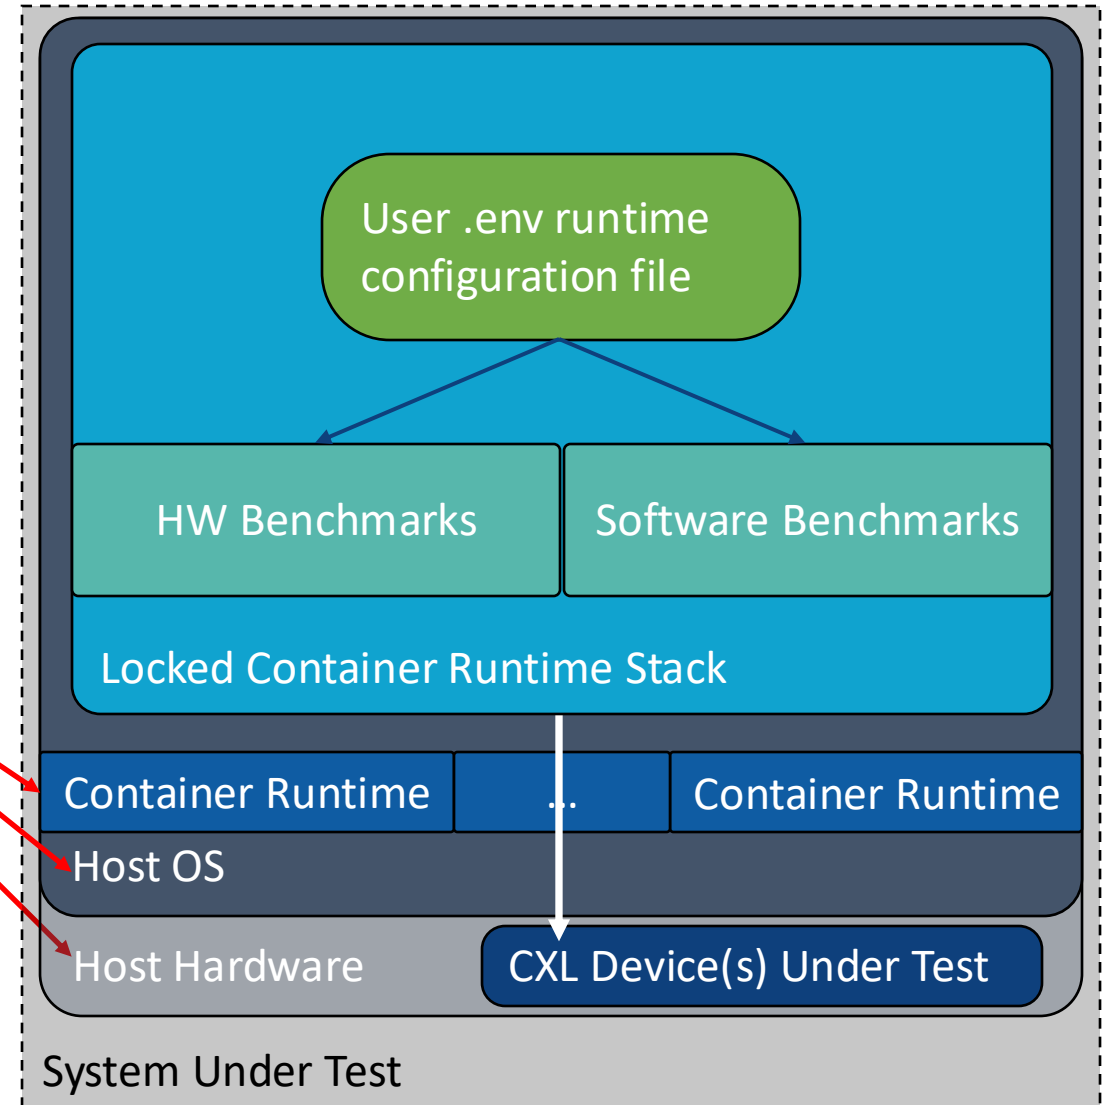 User .env runtime
configuration file
HW Benchmarks
Software Benchmarks
Locked Container Runtime Stack
Container Runtime
...
Container Runtime
Host OS
Host Hardware
CXL Device(s) Under Test
System Under Test